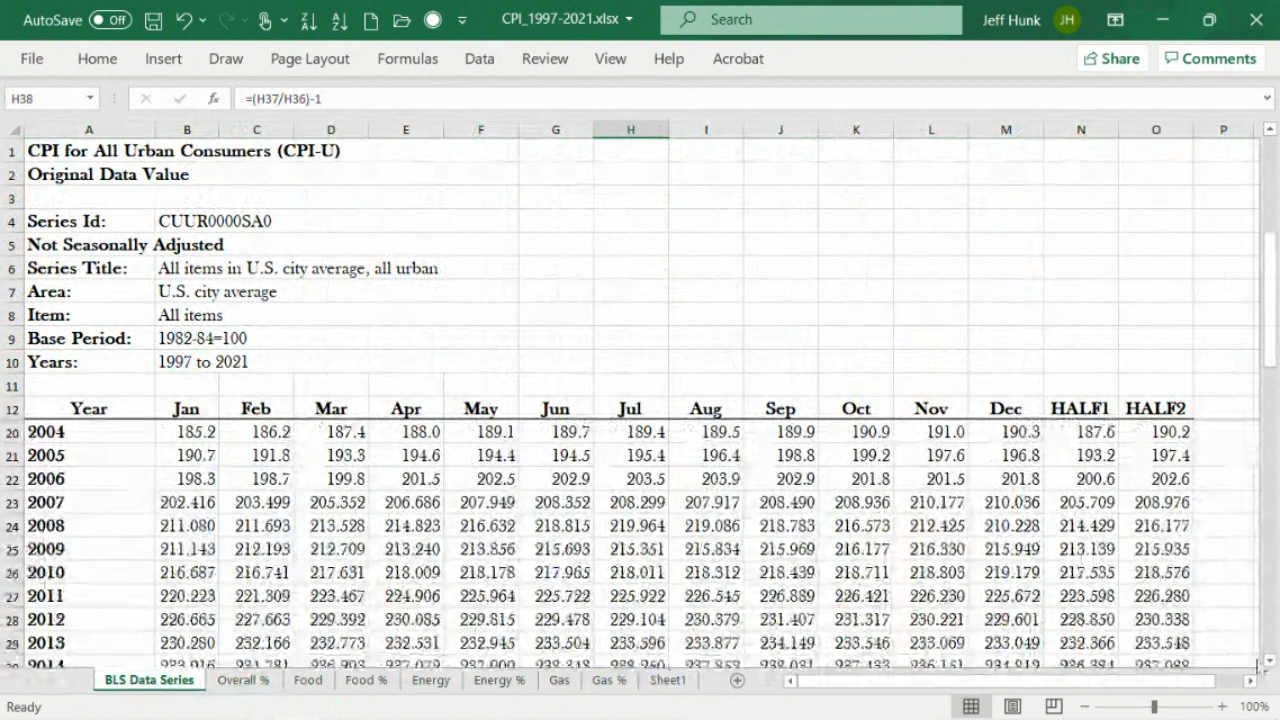 AutoSave Off CPI_1997-2021.xlsx Search Jeff Hunk JH
File Home Insert Draw Page Layout Formulas Data Review View Help Acrobat Share Comments
H38 fx =(H37/H36)-1
A B C D E F G H I J K L M N O P
1 CPI for All Urban Consumers (CPI-U)
2 Original Data Value
3
4 Series Id: CUUR0000SA0
5 Not Seasonally Adjusted
6 Series Title: All items in U.S. city average, all urban
7 Area: U.S. city average
8 Item: All items
9 Base Period: 1982-84=100
10 Years: 1997 to 2021
11
12 Year Jan Feb Mar Apr May Jun Jul Aug Sep Oct Nov Dec HALF1 HALF2
20 2004 185.2 186.2 187.4 188.0 189.1 189.7 189.4 189.5 189.9 190.9 191.0 190.3 187.6 190.2
21 2005 190.7 191.8 193.3 194.6 194.4 194.5 195.4 196.4 198.8 199.2 197.6 196.8 193.2 197.4
22 2006 198.3 198.7 199.8 201.5 202.5 202.9 203.5 203.9 202.9 201.8 201.5 201.8 200.6 202.6
23 2007 202.416 203.499 205.352 206.686 207.949 208.352 208.299 207.917 208.490 208.936 210.177 210.036 205.709 208.976
24 2008 211.080 211.693 213.528 214.823 216.632 218.815 219.964 219.086 218.783 216.573 212.425 210.228 214.429 216.177
25 2009 211.143 212.193 212.709 213.240 213.856 215.693 215.351 215.834 215.969 216.177 216.330 215.949 213.139 215.935
26 2010 216.687 216.741 217.631 218.009 218.178 217.965 218.011 218.312 218.439 218.711 218.803 219.179 217.535 218.576
27 2011 220.223 221.309 223.467 224.906 225.964 225.722 225.922 226.545 226.889 226.421 226.230 225.672 223.598 226.280
28 2012 226.665 227.663 229.392 230.085 229.815 229.478 229.104 230.379 231.407 231.317 230.221 229.601 228.850 230.338
29 2013 230.280 232.166 232.773 232.531 232.945 233.504 233.596 233.877 234.149 233.546 233.069 233.049 232.366 233.548
BLS Data Series Overall % Food Food % Energy Energy % Gas Gas % Sheet1
Ready 100%